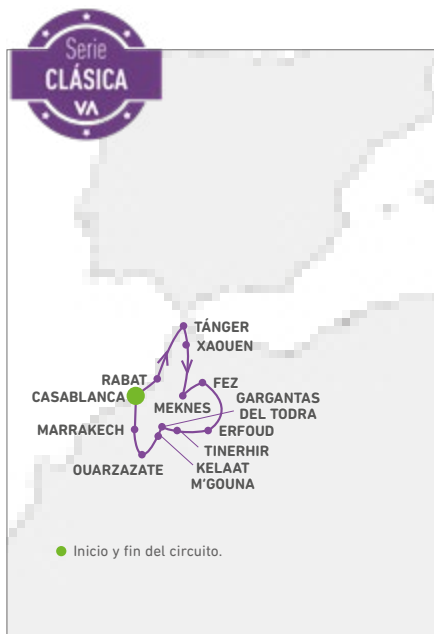 Serie
CLÁSICA
VA
TÁNGER
XAOUEN
RABAT
FEZ
CASABLANCA
MEKNES
GARGANTAS
DEL TODRA
MARRAKECH
ERFOUD
TINERHIR
OUARZAZATE
KELAAT
M'GOUNA
Inicio y fin del circuito.